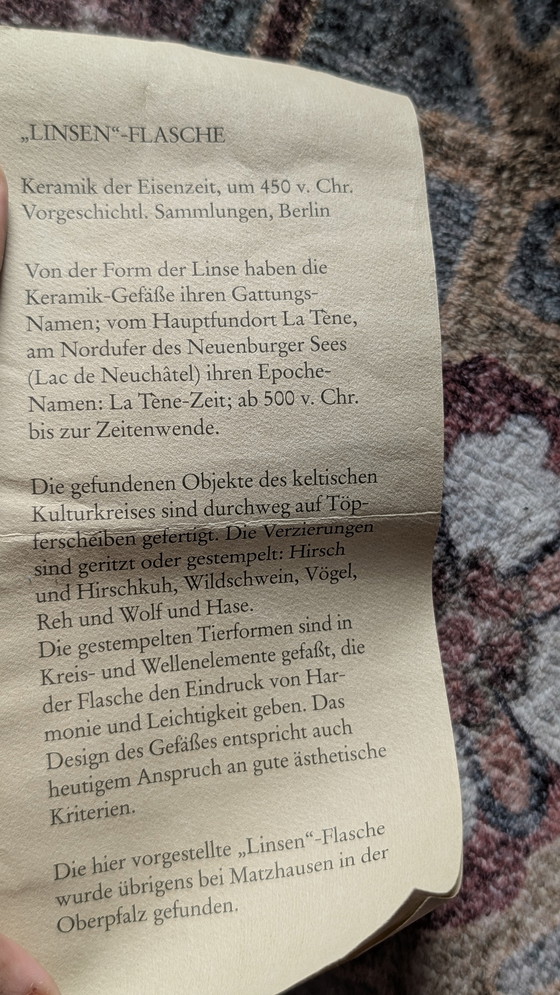 „LINSEN“-FLASCHE
Keramik der Eisenzeit, um 450 v. Chr.
Vorgeschichtl. Sammlungen, Berlin
Von der Form der Linse haben die
Keramik-Gefäße ihren Gattungs-
Namen; vom Hauptfundort La Tène,
am Nordufer des Neuenburger Sees
(Lac de Neuchâtel) ihren Epoche-
Namen: La Tène-Zeit; ab 500 v. Chr.
bis zur Zeitenwende.
Die gefundenen Objekte des keltischen
Kulturkreises sind durchweg auf Töp-
ferscheiben gefertigt. Die Verzierungen
sind geritzt oder gestempelt: Hirsch
und Hirschkuh, Wildschwein, Vögel,
Reh und Wolf und Hase.
Die gestempelten Tierformen sind in
Kreis- und Wellenelemente gefaßt, die
der Flasche den Eindruck von Har-
monie und Leichtigkeit geben. Das
Design des Gefäßes entspricht auch
heutigem Anspruch an gute ästhetische
Kriterien.
Die hier vorgestellte „Linsen“-Flasche
wurde übrigens bei Matzhausen in der
Oberpfalz gefunden.